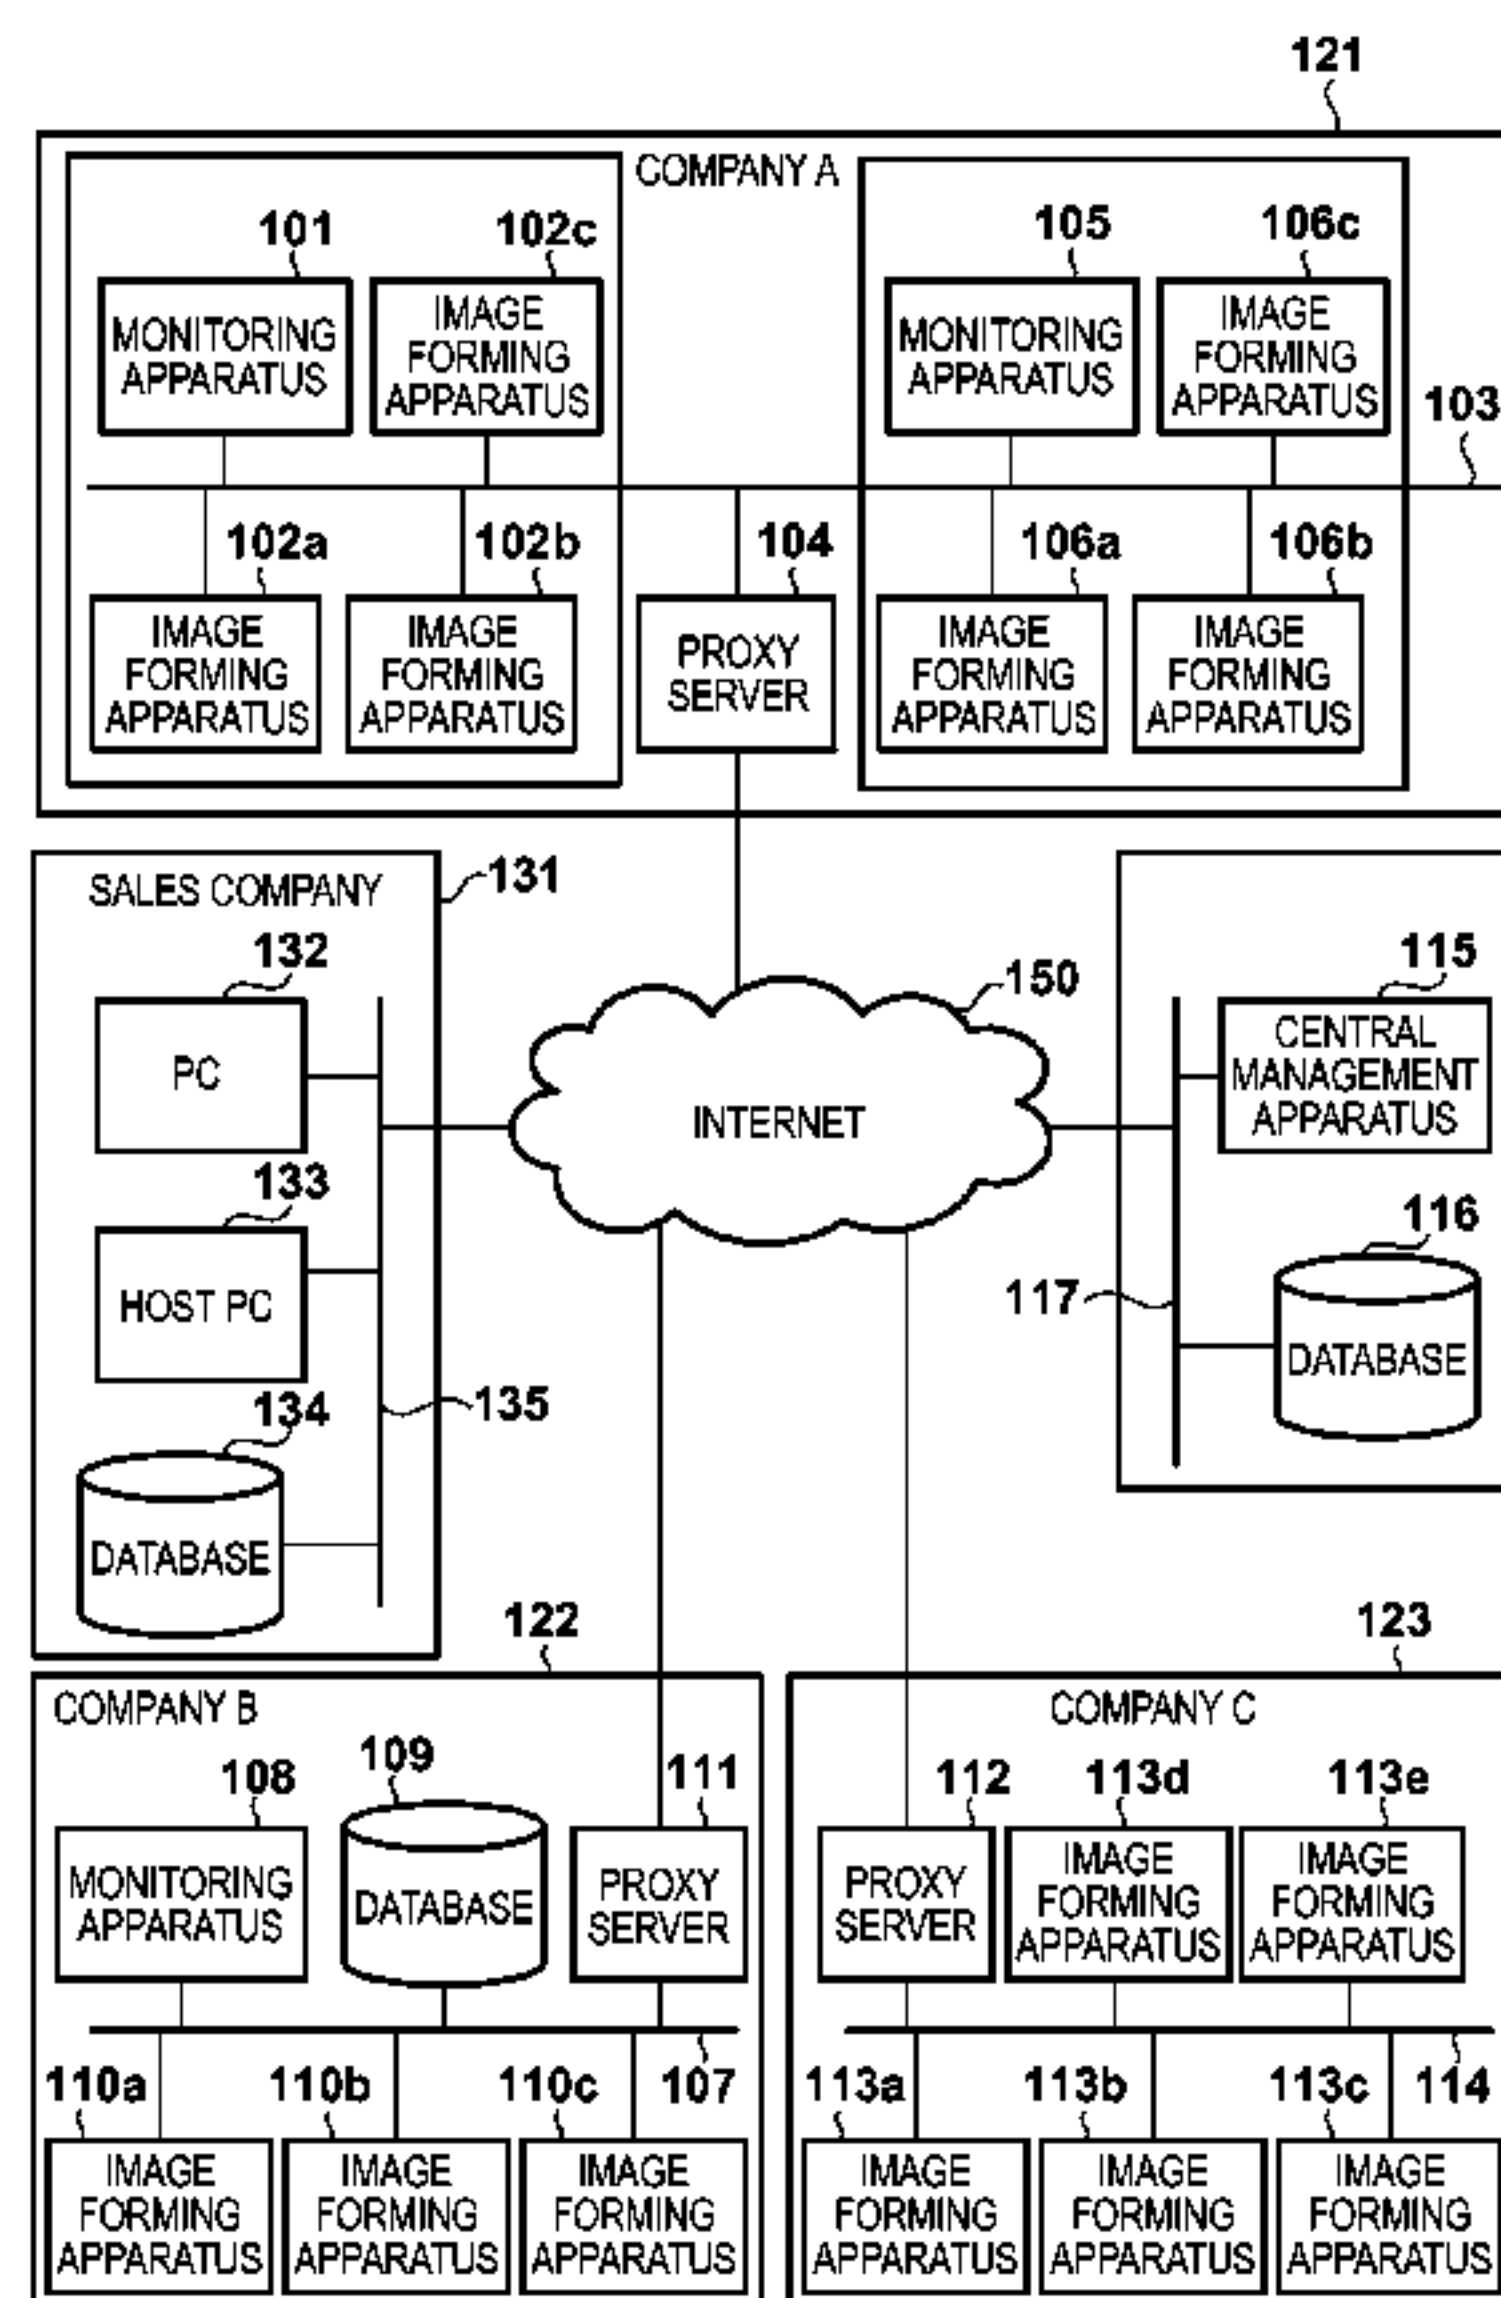 121
COMPANY A
101
102c
105
106c
MONITORING
APPARATUS
IMAGE
FORMING
APPARATUS
MONITORING
APPARATUS
IMAGE
FORMING
APPARATUS
103
102a
102b
104
106a
106b
IMAGE
FORMING
APPARATUS
IMAGE
FORMING
APPARATUS
PROXY
SERVER
IMAGE
FORMING
APPARATUS
IMAGE
FORMING
APPARATUS
SALES COMPANY
131
132
PC
133
HOST PC
134
135
DATABASE
150
INTERNET
115
CENTRAL
MANAGEMENT
APPARATUS
116
117
DATABASE
122
COMPANY B
108
109
111
MONITORING
APPARATUS
DATABASE
PROXY
SERVER
110a
110b
110c
107
IMAGE
FORMING
APPARATUS
IMAGE
FORMING
APPARATUS
IMAGE
FORMING
APPARATUS
123
COMPANY C
112
113d
113e
PROXY
SERVER
IMAGE
FORMING
APPARATUS
IMAGE
FORMING
APPARATUS
113a
113b
113c
114
IMAGE
FORMING
APPARATUS
IMAGE
FORMING
APPARATUS
IMAGE
FORMING
APPARATUS